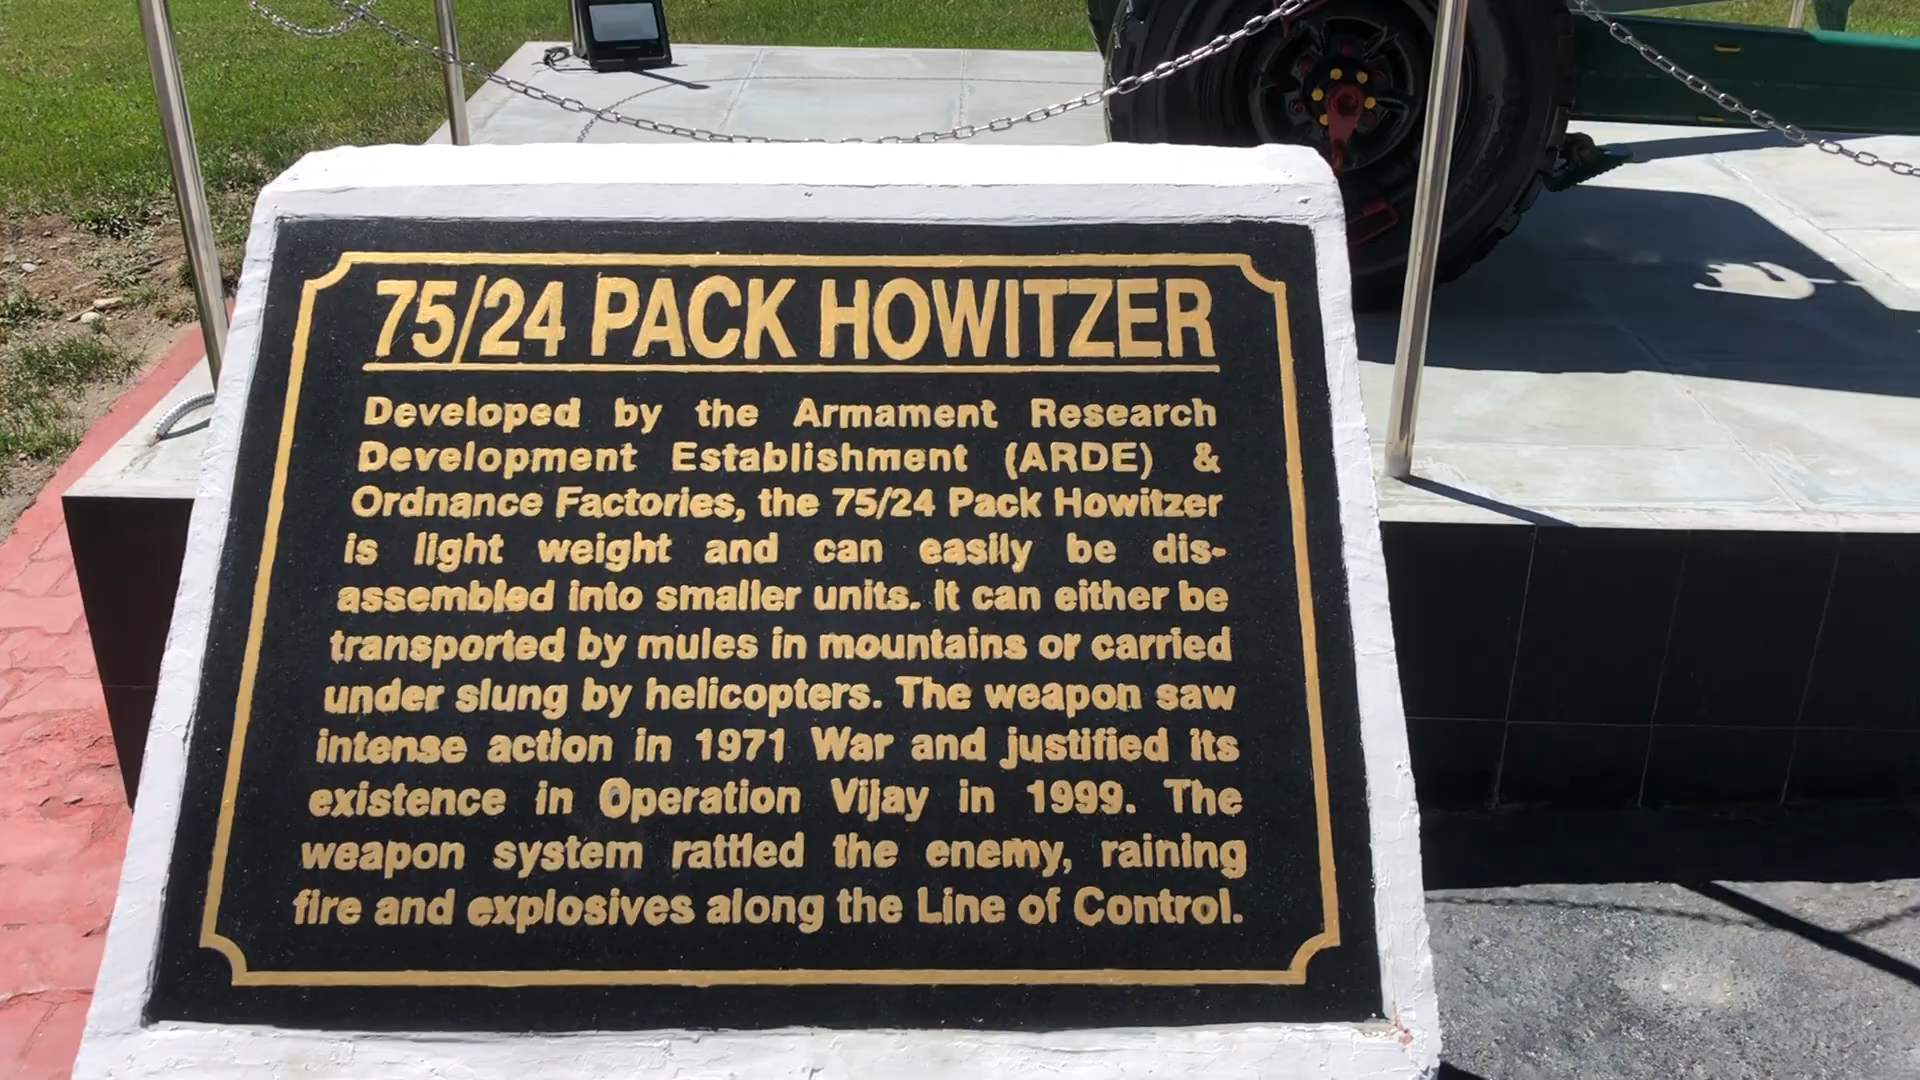 75/24 PACK HOWITZER
Developed by the Armament Research
Development Establishment (ARDE) &
Ordnance Factories, the 75/24 Pack Howitzer
is light weight and can easily be dis-
assembled into smaller units. It can either be
transported by mules in mountains or carried
under slung by helicopters. The weapon saw
intense action in 1971 War and justified its
existence in Operation Vijay in 1999. The
weapon system rattled the enemy, raining
fire and explosives along the Line of Control.